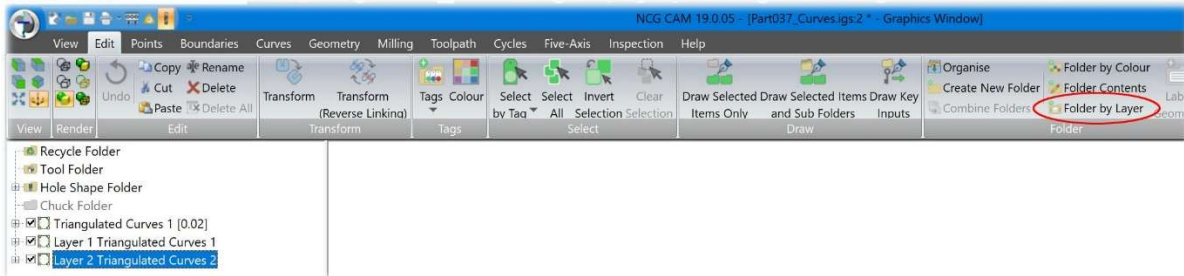 NCG CAM 19.0.05 - [Part037_Curves.igs:2 * - Graphics Window]
View Edit Points Boundaries Curves Geometry Milling Toolpath Cycles Five-Axis Inspection Help
Copy Rename
Cut Delete
Paste Delete All
Undo
Transform
Transform
(Reverse Linking)
Tags Colour
Select
by Tag
Select
All
Invert
Selection
Clear
Selection
Draw Selected
Items Only
Draw Selected Items
and Sub Folders
Draw Key
Inputs
Organise
Create New Folder
Combine Folders
Folder by Colour
Folder Contents
Folder by Layer
View Render Edit Transform Tags Select Draw Folder
Recycle Folder
Tool Folder
Hole Shape Folder
Chuck Folder
Triangulated Curves 1 [0.02]
Layer 1 Triangulated Curves 1
Layer 2 Triangulated Curves 2